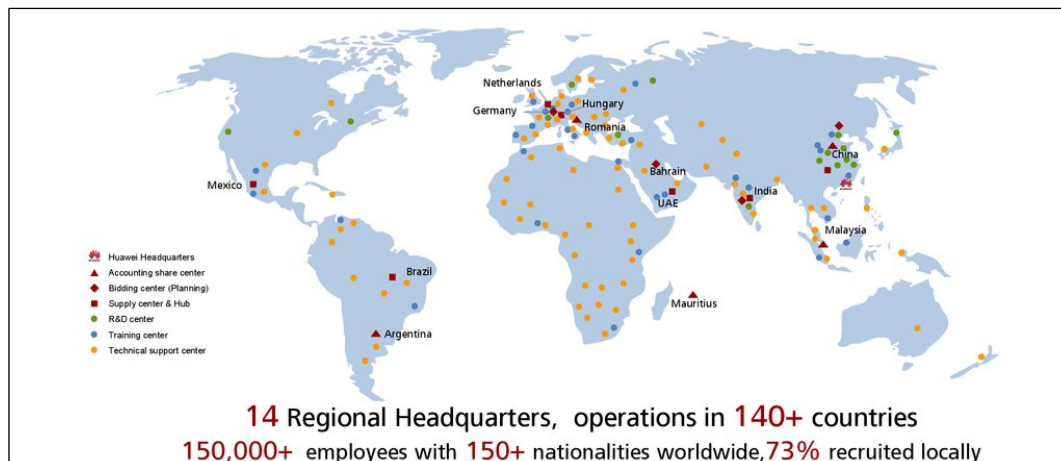 Netherlands
Germany
Hungary
Romania
China
Mexico
Bahrain
India
UAE
Malaysia
Brazil
Mauritius
Argentina
Huawei Headquarters
Accounting share center
Bidding center (Planning)
Supply center & Hub
R&D center
Training center
Technical support center
14 Regional Headquarters, operations in 140+ countries
150,000+ employees with 150+ nationalities worldwide,73% recruited locally